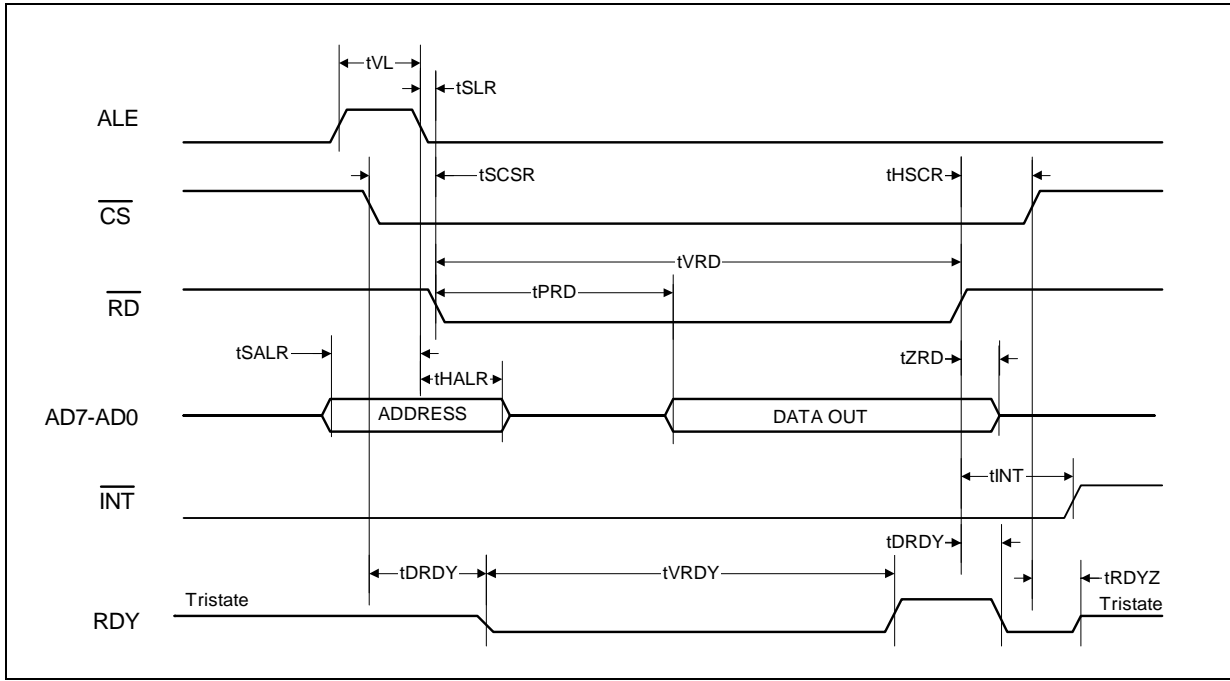 tVL
tSLR
ALE
tSCSR
tHSCR
CS
tVRD
RD
tPRD
tSALR
tZRD
tHALR
AD7-AD0
ADDRESS
DATA OUT
tINT
INT
tDRDY
tDRDY
tVRDY
tRDYZ
Tristate
Tristate
RDY